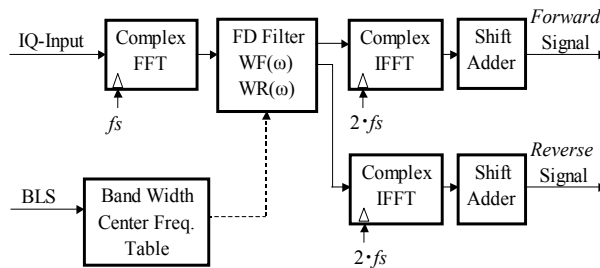 IQ-Input
Complex
FFT
fs
FD Filter
WF(ω)
WR(ω)
Complex
IFFT
2・fs
Shift
Adder
Forward
Signal
Complex
IFFT
2・fs
Shift
Adder
Reverse
Signal
BLS
Band Width
Center Freq.
Table